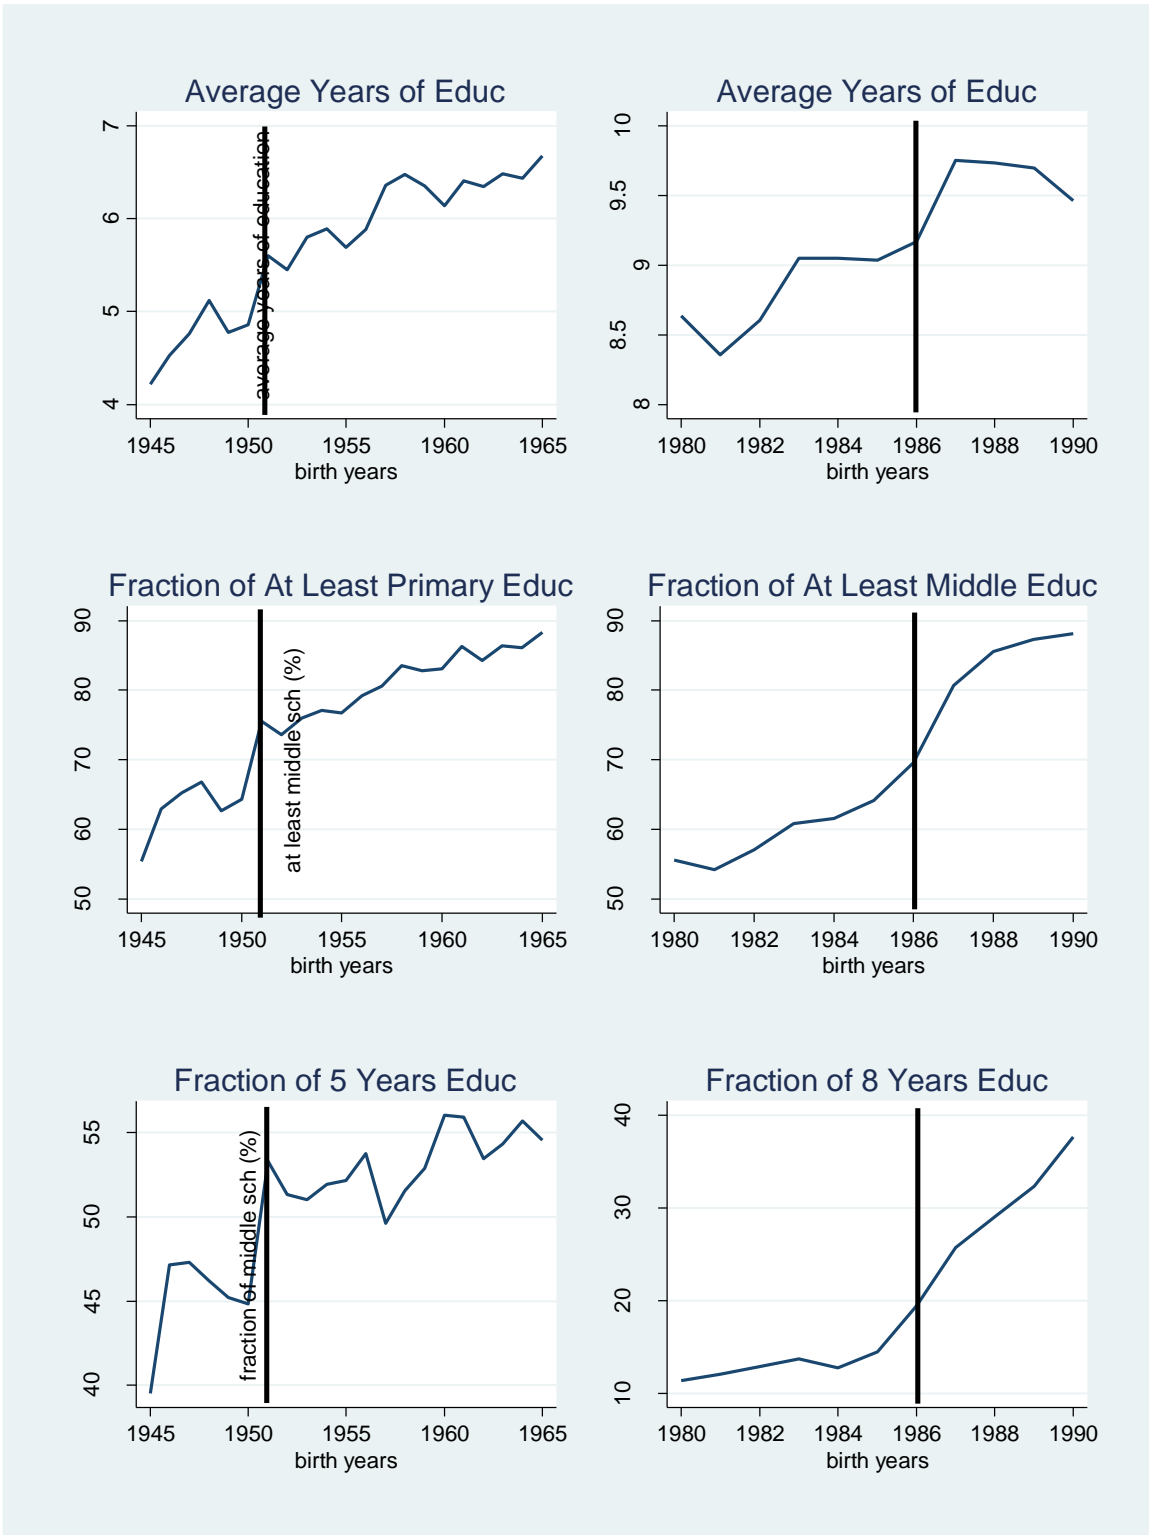 Average Years of Educ
7
6
5
4
average years of education
1945 1950 1955 1960 1965
birth years
Average Years of Educ
10
9.5
9
8.5
8
1980 1982 1984 1986 1988 1990
birth years
Fraction of At Least Primary Educ
90
80
70
60
50
at least middle sch (%)
1945 1950 1955 1960 1965
birth years
Fraction of At Least Middle Educ
90
80
70
60
50
1980 1982 1984 1986 1988 1990
birth years
Fraction of 5 Years Educ
55
50
45
40
fraction of middle sch (%)
1945 1950 1955 1960 1965
birth years
Fraction of 8 Years Educ
40
30
20
10
1980 1982 1984 1986 1988 1990
birth years